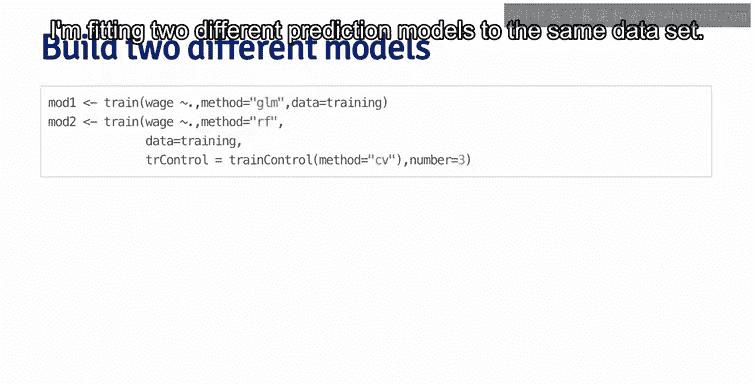 I'm fitting two different prediction models to the same data set.
Build two different models
mod1 <- train(wage ~.,method="glm",data=training)
mod2 <- train(wage ~.,method="rf",
data=training,
trControl = trainControl(method="cv"),number=3)